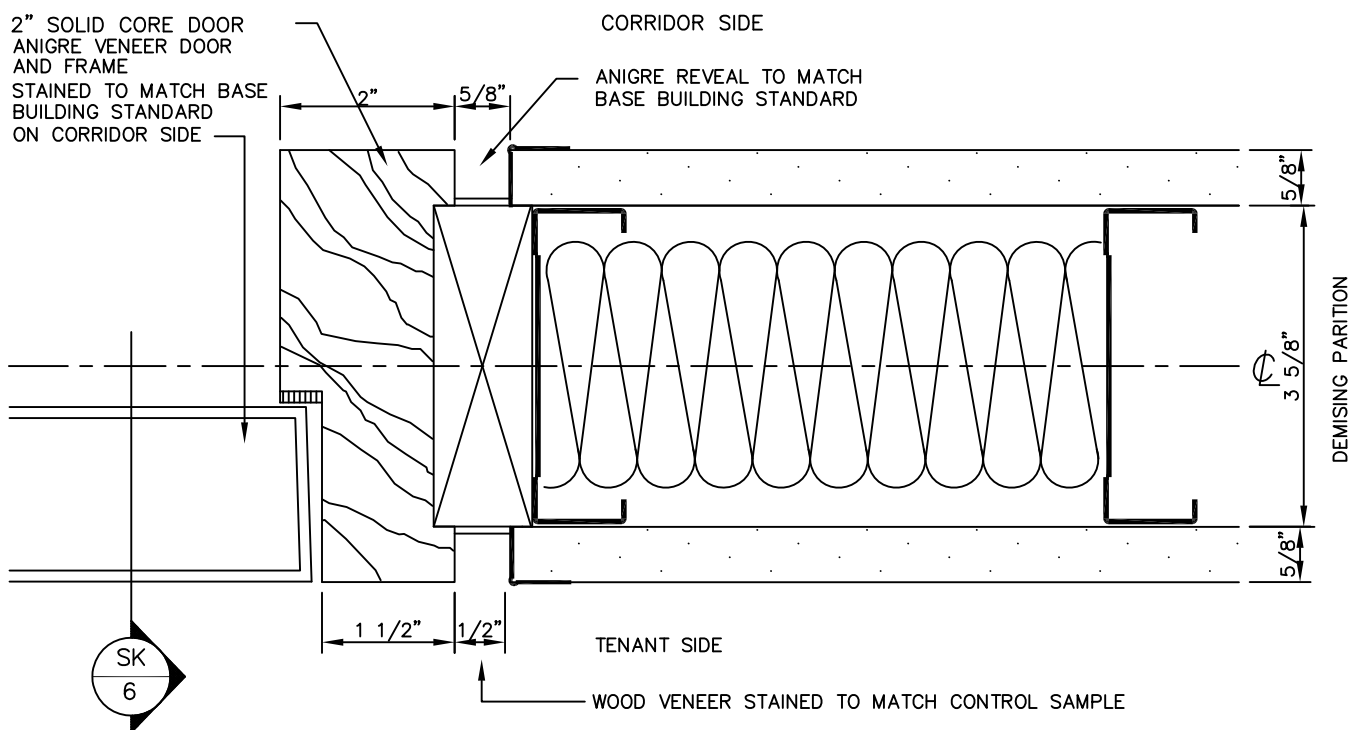 2" SOLID CORE DOOR
ANIGRE VENEER DOOR
AND FRAME
STAINED TO MATCH BASE
BUILDING STANDARD
ON CORRIDOR SIDE
CORRIDOR SIDE
ANIGRE REVEAL TO MATCH
BASE BUILDING STANDARD
2"
5/8"
5/8"
3 5/8"
℄
DEMISING PARITION
5/8"
1 1/2"
1/2"
TENANT SIDE
WOOD VENEER STAINED TO MATCH CONTROL SAMPLE
SK
6